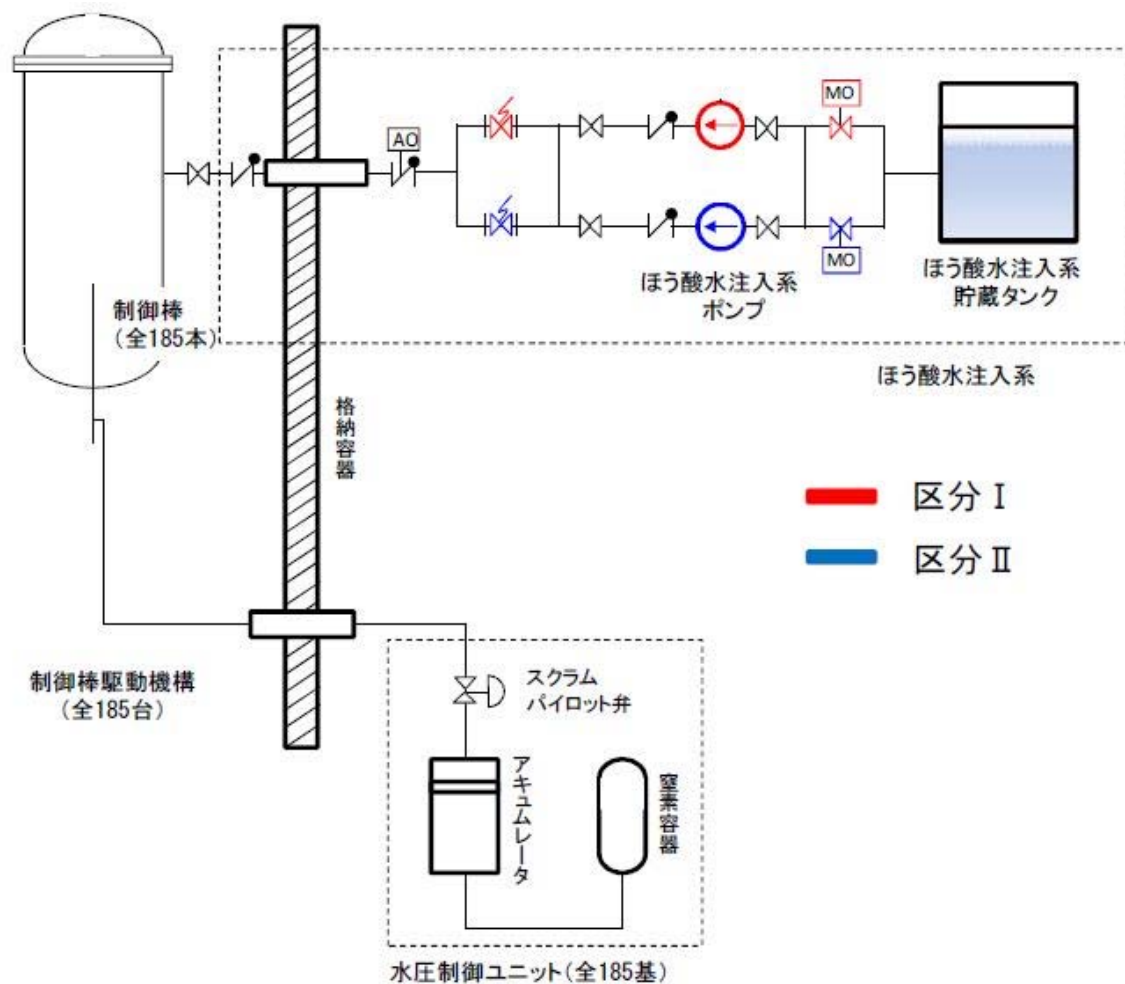 MO
AO
MO
ほう酸水注入系
ポンプ
ほう酸水注入系
貯蔵タンク
制御棒
(全185本)
ほう酸水注入系
格納容器
区分Ⅰ
区分Ⅱ
制御棒駆動機構
(全185台)
スクラム
パイロット弁
アキュムレータ
窒素容器
水圧制御ユニット(全185基)